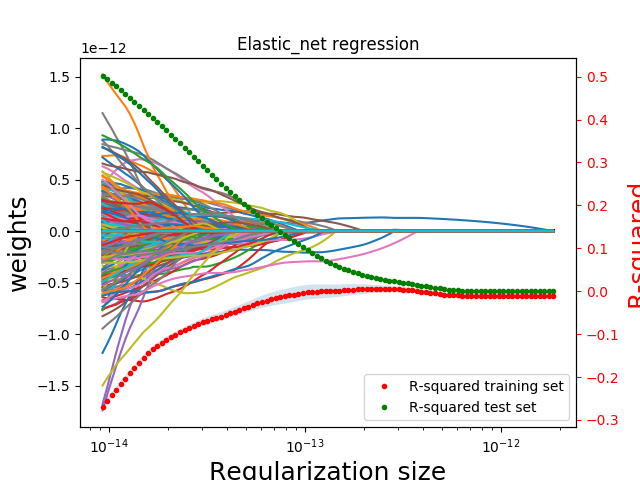 Elastic_net regression
1e−12
1.5
1.0
0.5
0.0
−0.5
−1.0
−1.5
weights
0.5
0.4
0.3
0.2
0.1
0.0
−0.1
−0.2
−0.3
R-squared
R-squared training set
R-squared test set
10⁻¹⁴
10⁻¹³
10⁻¹²
Regularization size